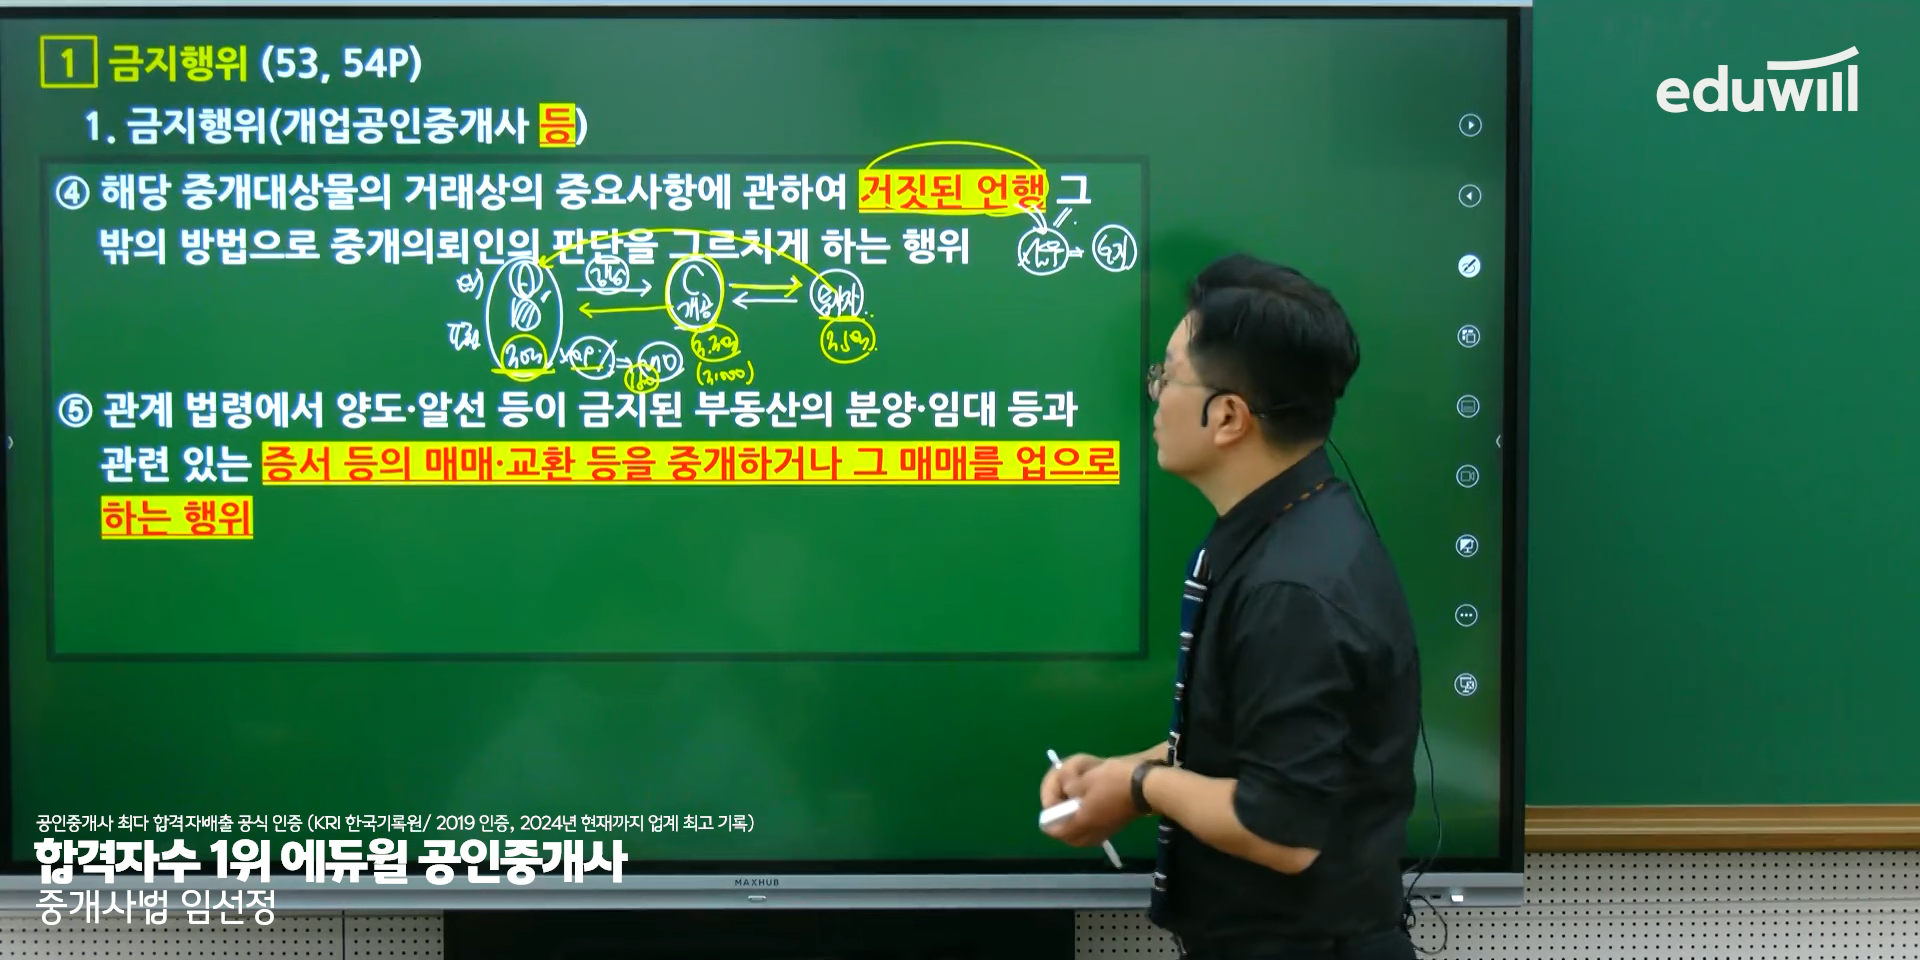 1 금지행위 (53, 54P)
eduwill
1. 금지행위(개업공인중개사 등)
④ 해당 중개대상물의 거래상의 중요사항에 관하여 거짓된 언행 그
밖의 방법으로 중개의뢰인의 판단을 그르치게 하는 행위
C
개공
⑤ 관계 법령에서 양도·알선 등이 금지된 부동산의 분양·임대 등과
관련 있는 증서 등의 매매·교환 등을 중개하거나 그 매매를 업으로
하는 행위
공인중개사 최다 합격자배출 공식 인증 (KRI 한국기록원/ 2019 인증, 2024년 현재까지 업계 최고 기록)
합격자수 1위 에듀윌 공인중개사
중개사법 임선정
MAXHUB